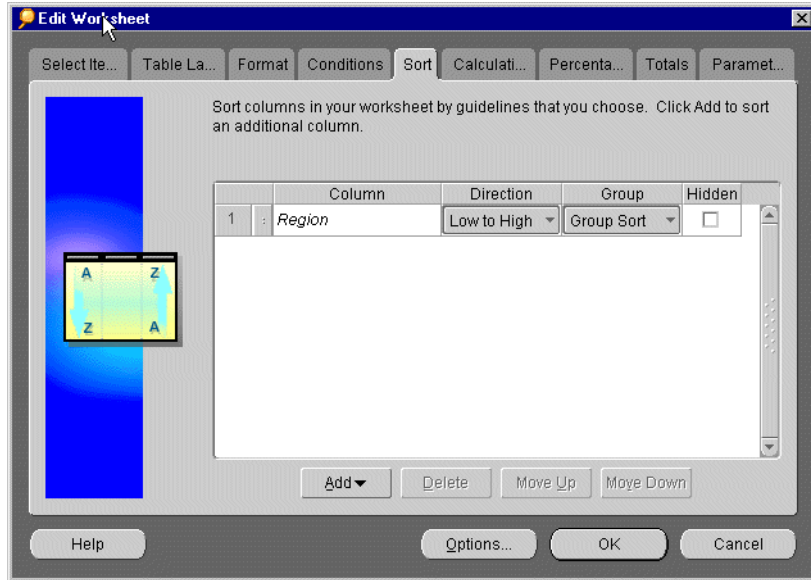 Edit Worksheet
Select Ite... Table La... Format Conditions Sort Calculati... Percenta... Totals Paramet...
Sort columns in your worksheet by guidelines that you choose. Click Add to sort
an additional column.
Column Direction Group Hidden
1 : Region Low to High Group Sort
A Z
Z A
Add Delete Move Up Move Down
Help Options... OK Cancel